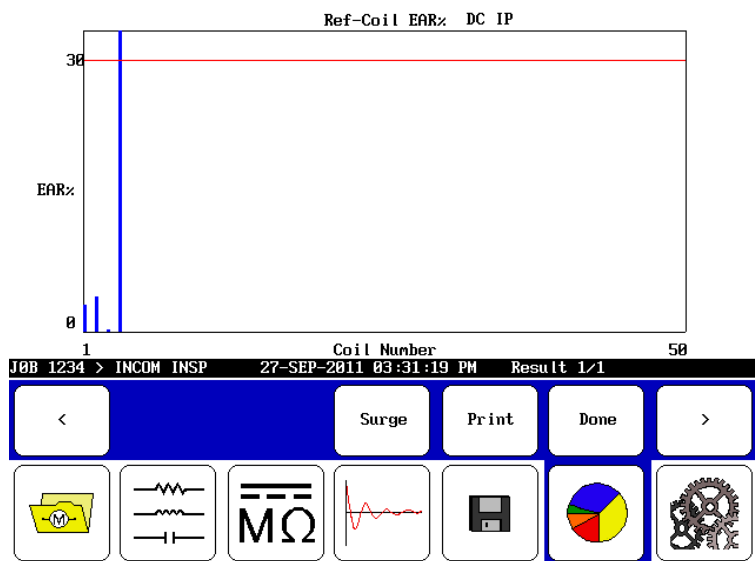 Ref-Coil EAR% DC IP
30
EAR%
0
1 Coil Number 50
JOB 1234 > INCOM INSP 27-SEP-2011 03:31:19 PM Result 1/1
< Surge Print Done >
M MΩ